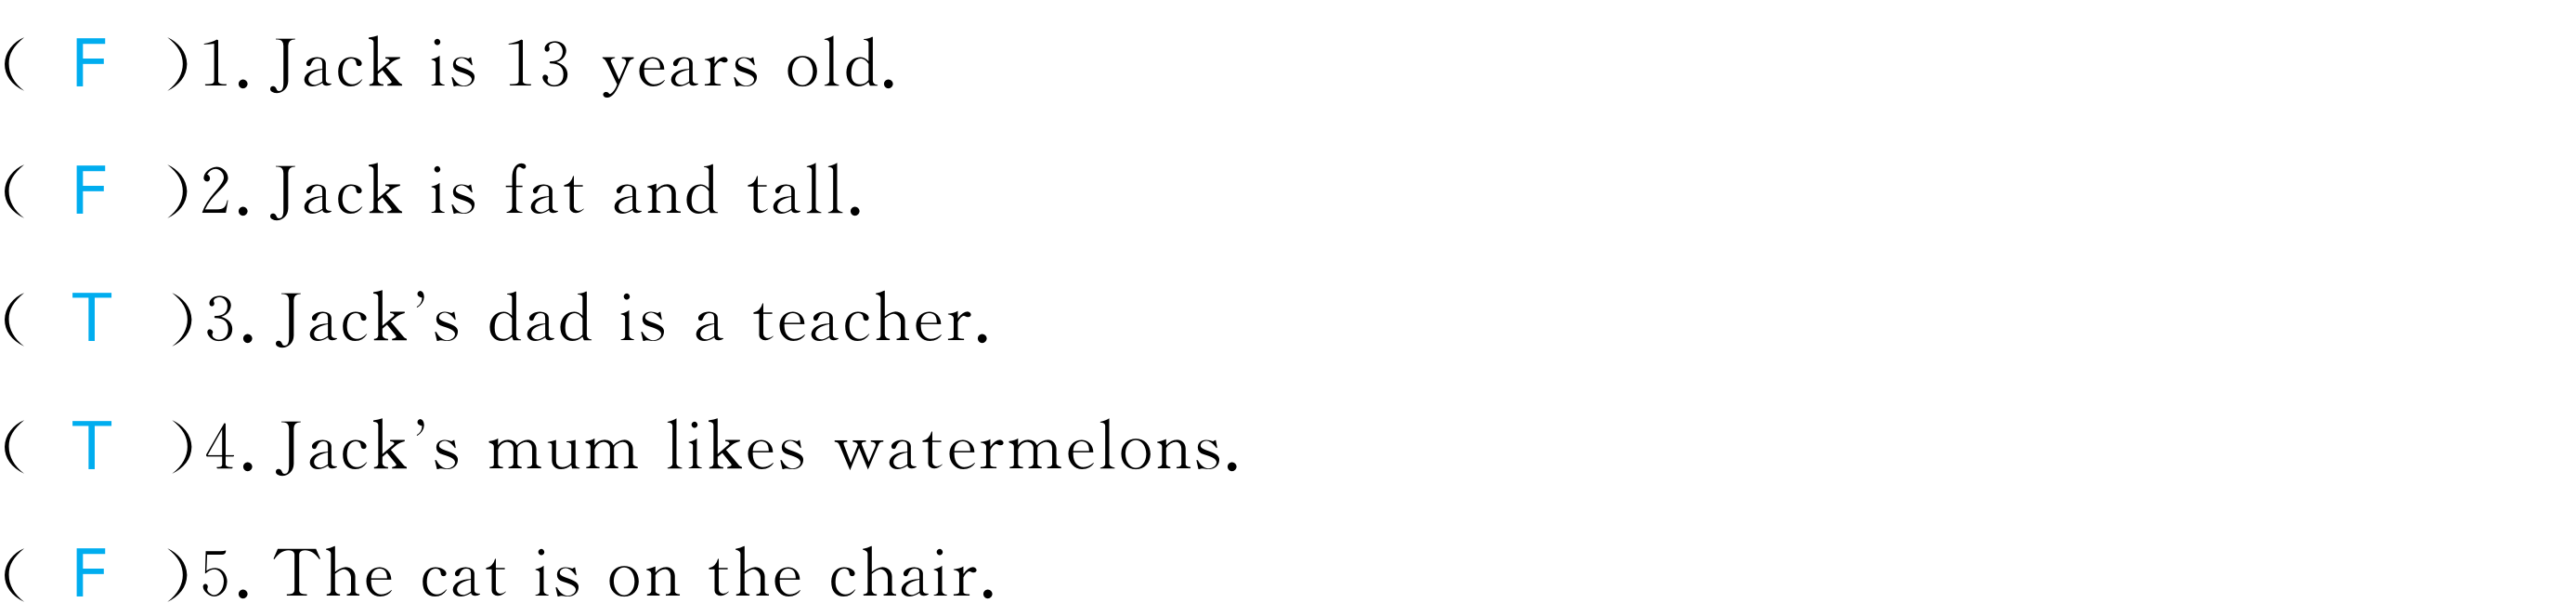 ( F )1. Jack is 13 years old.
( F )2. Jack is fat and tall.
( T )3. Jack's dad is a teacher.
( T )4. Jack's mum likes watermelons.
( F )5. The cat is on the chair.